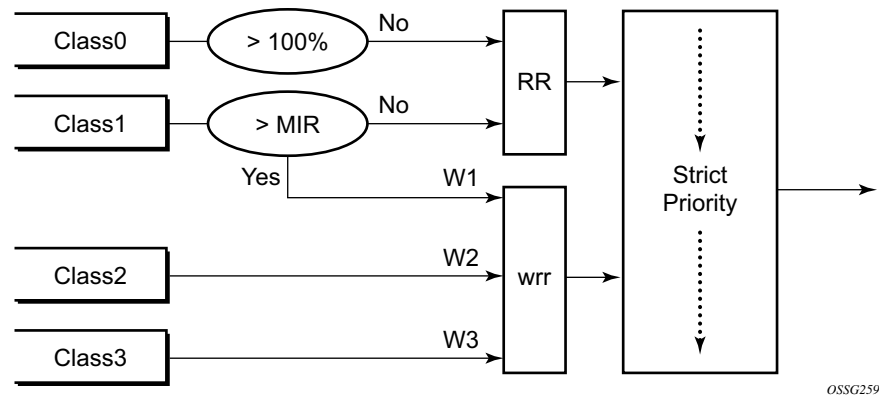 Class0
> 100%
No
RR
Class1
> MIR
No
Yes
W1
Strict
Priority
Class2
W2
wrr
Class3
W3
OSSG259